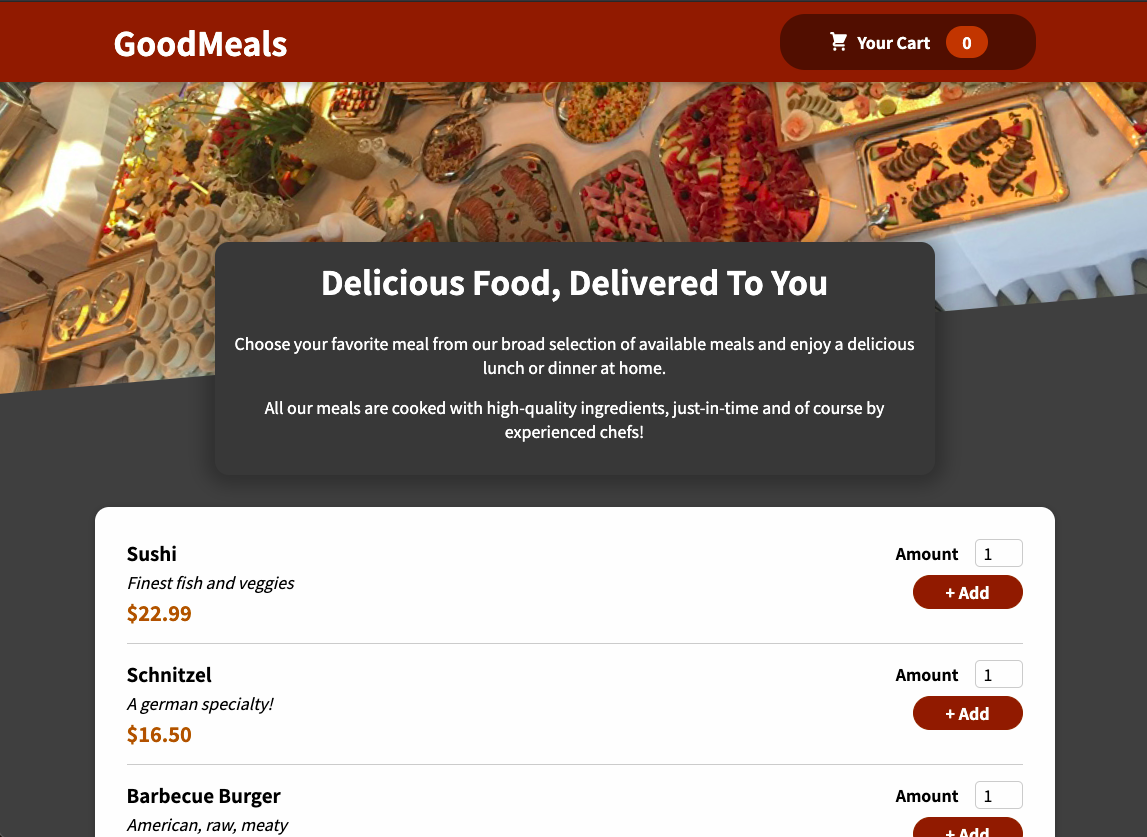 GoodMeals
Your Cart 0
Delicious Food, Delivered To You
Choose your favorite meal from our broad selection of available meals and enjoy a delicious
lunch or dinner at home.
All our meals are cooked with high-quality ingredients, just-in-time and of course by
experienced chefs!
Sushi
Amount 1
Finest fish and veggies
+ Add
$22.99
Schnitzel
Amount 1
A german specialty!
+ Add
$16.50
Barbecue Burger
Amount 1
American, raw, meaty
+ Add